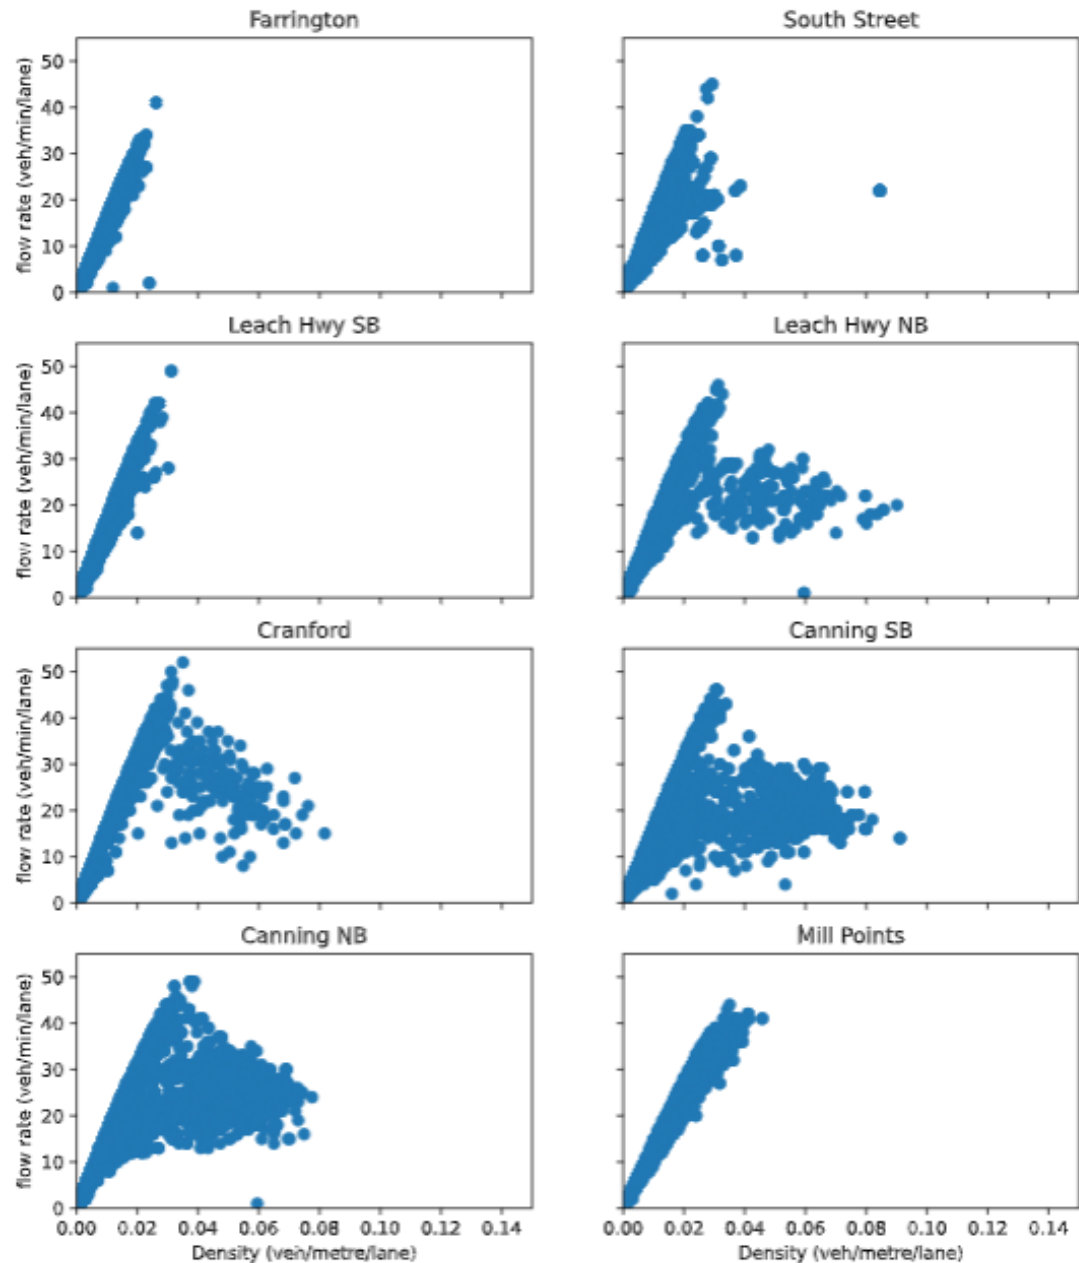 Farrington
South Street
flow rate (veh/min/lane)
50
40
30
20
10
0
Leach Hwy SB
Leach Hwy NB
flow rate (veh/min/lane)
50
40
30
20
10
0
Cranford
Canning SB
flow rate (veh/min/lane)
50
40
30
20
10
0
Canning NB
Mill Points
flow rate (veh/min/lane)
50
40
30
20
10
0
0.00 0.02 0.04 0.06 0.08 0.10 0.12 0.14
0.00 0.02 0.04 0.06 0.08 0.10 0.12 0.14
Density (veh/metre/lane)
Density (veh/metre/lane)